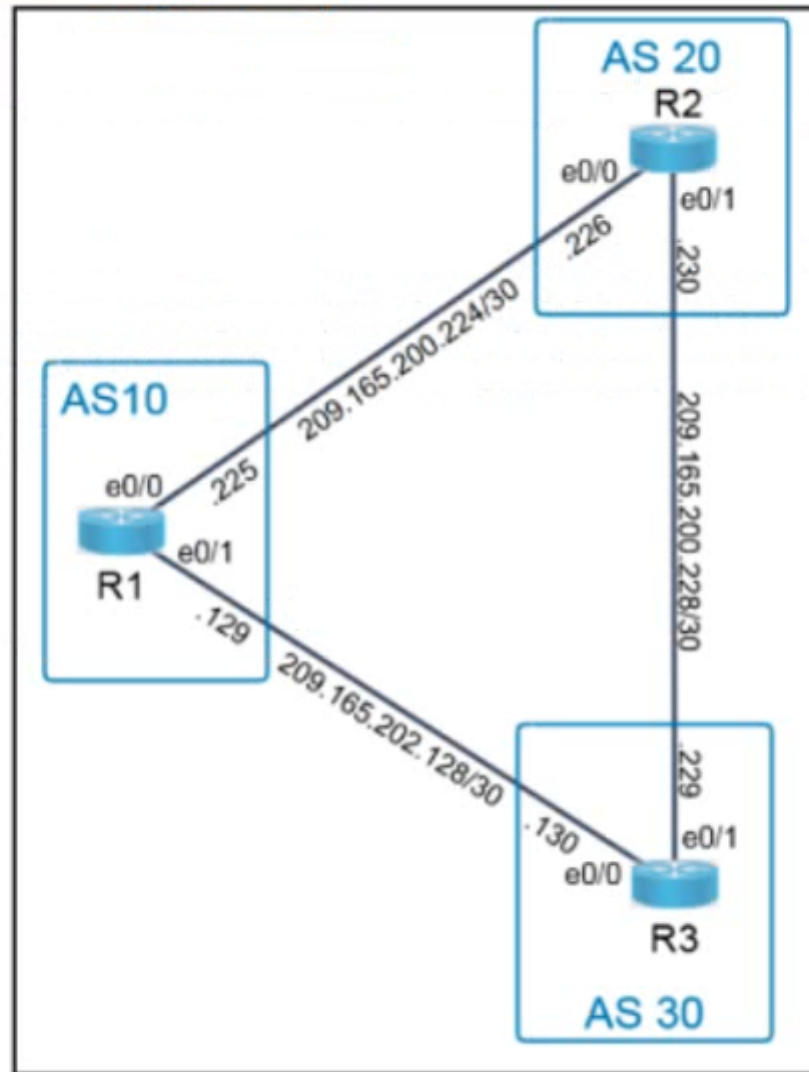 AS 20
R2
e0/0
e0/1
.226
.230
209.165.200.224/30
AS10
209.165.200.228/30
.225
e0/0
e0/1
R1
.129
209.165.202.128/30
.229
.130
e0/1
e0/0
R3
AS 30